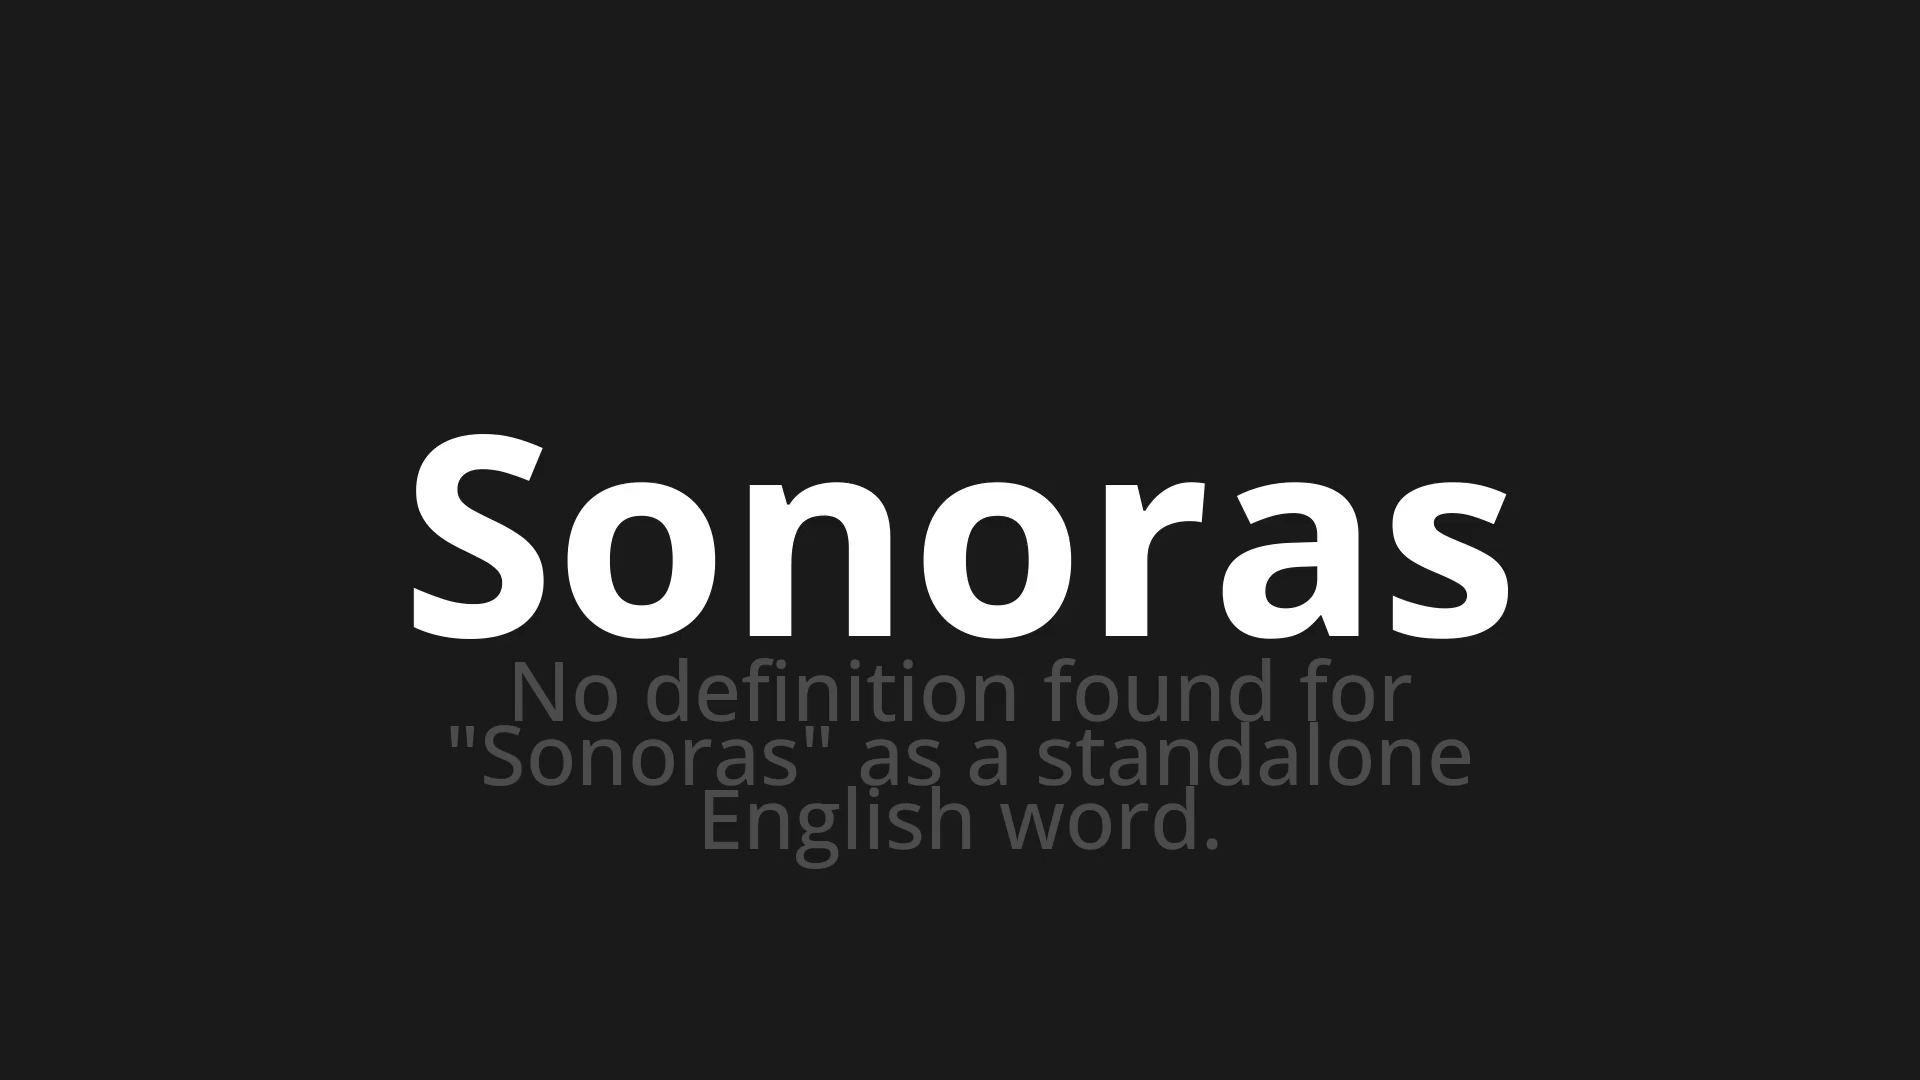 Sonoras
No definition found for
"Sonoras" as a standalone
English word.